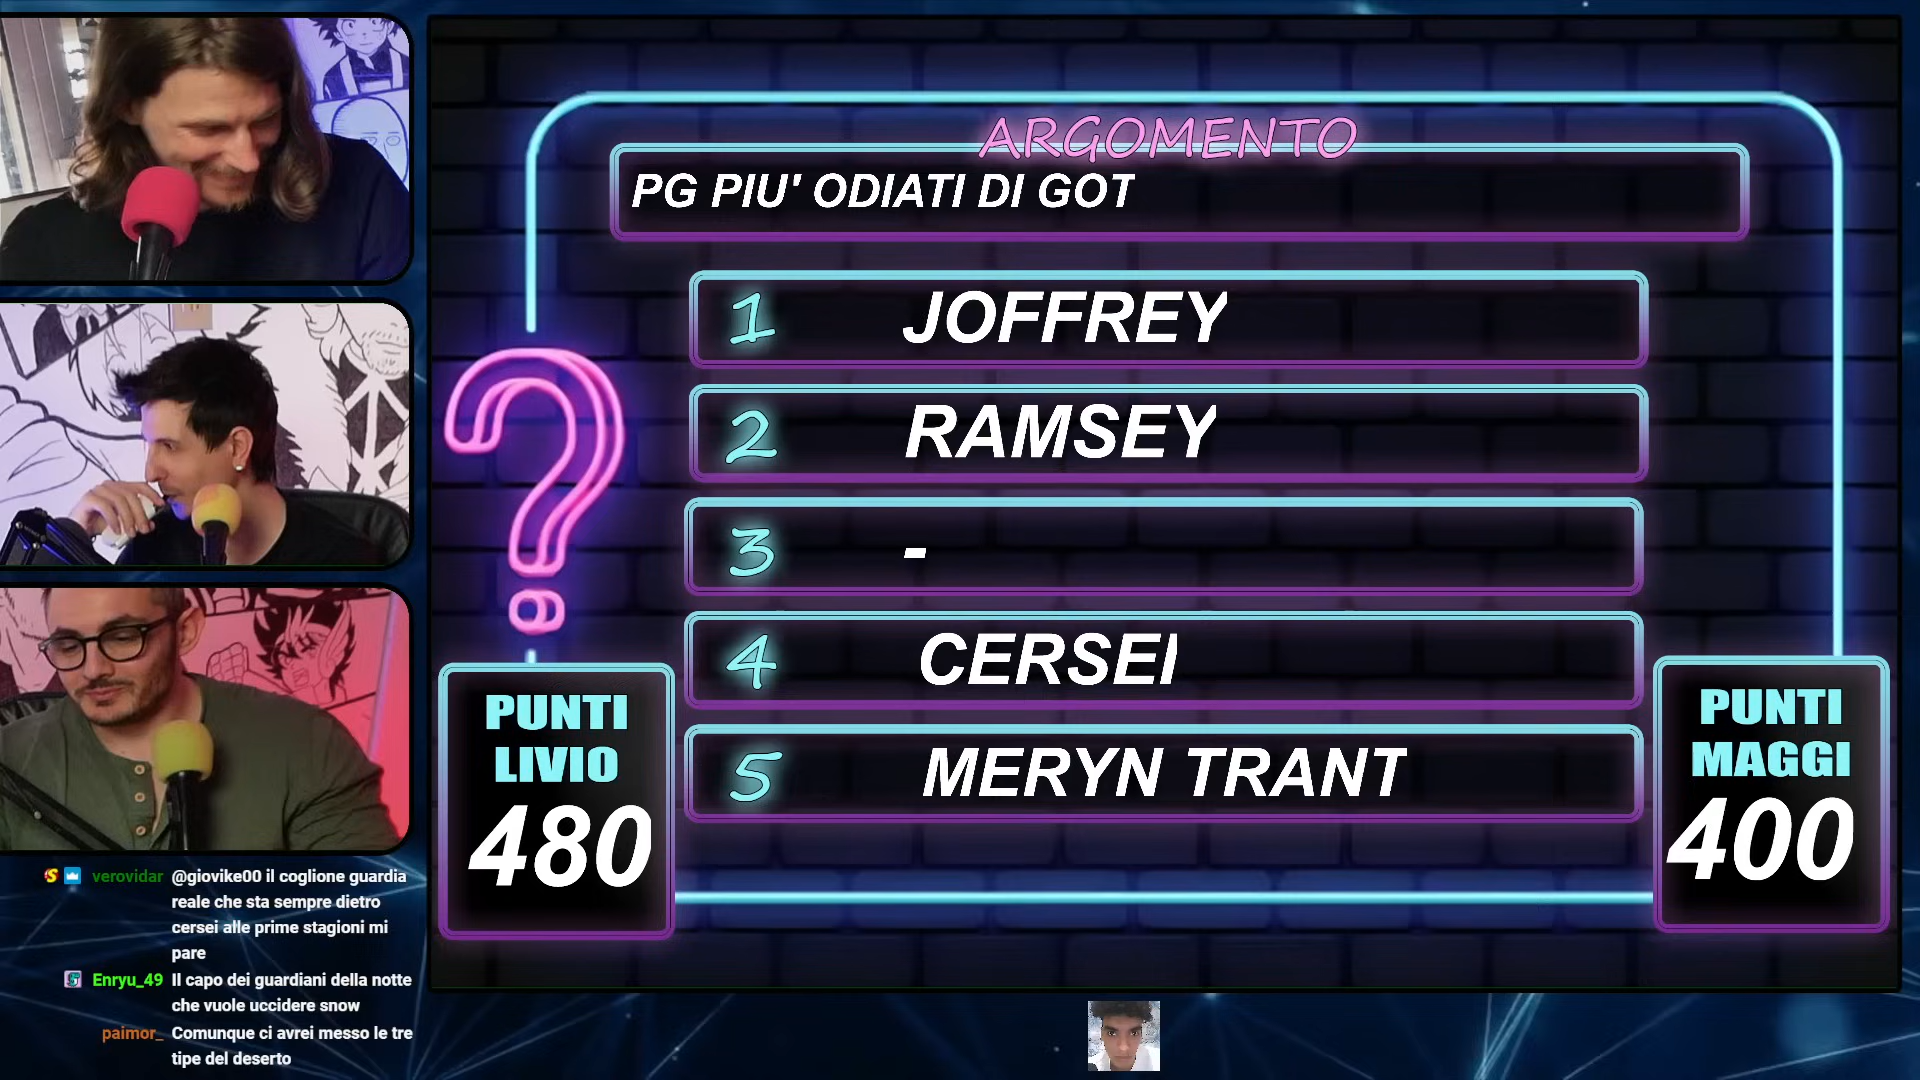 ARGOMENTO
PG PIU' ODIATI DI GOT
1 JOFFREY
2 RAMSEY
3 -
4 CERSEI
5 MERYN TRANT
PUNTI
LIVIO
480
PUNTI
MAGGI
400
verovidar @giovike00 il coglione guardia
reale che sta sempre dietro
cersei alle prime stagioni mi
pare
Enryu_49 Il capo dei guardiani della notte
che vuole uccidere snow
paimor_ Comunque ci avrei messo le tre
tipe del deserto